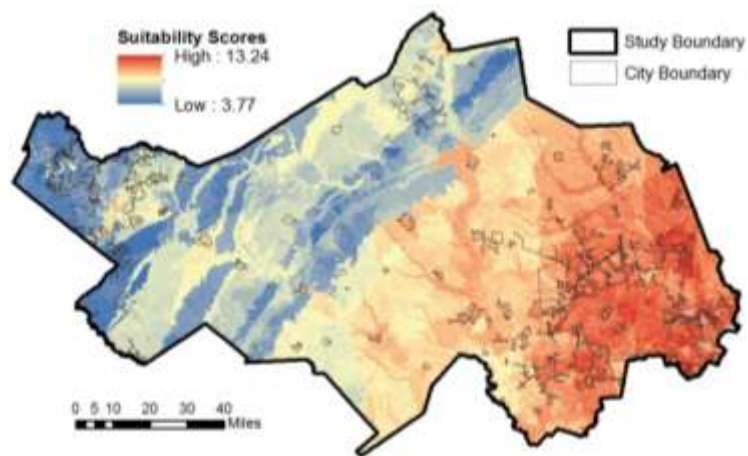 Suitability Scores
High : 13.24
Low : 3.77
Study Boundary
City Boundary
0 5 10 20 30 40
Miles